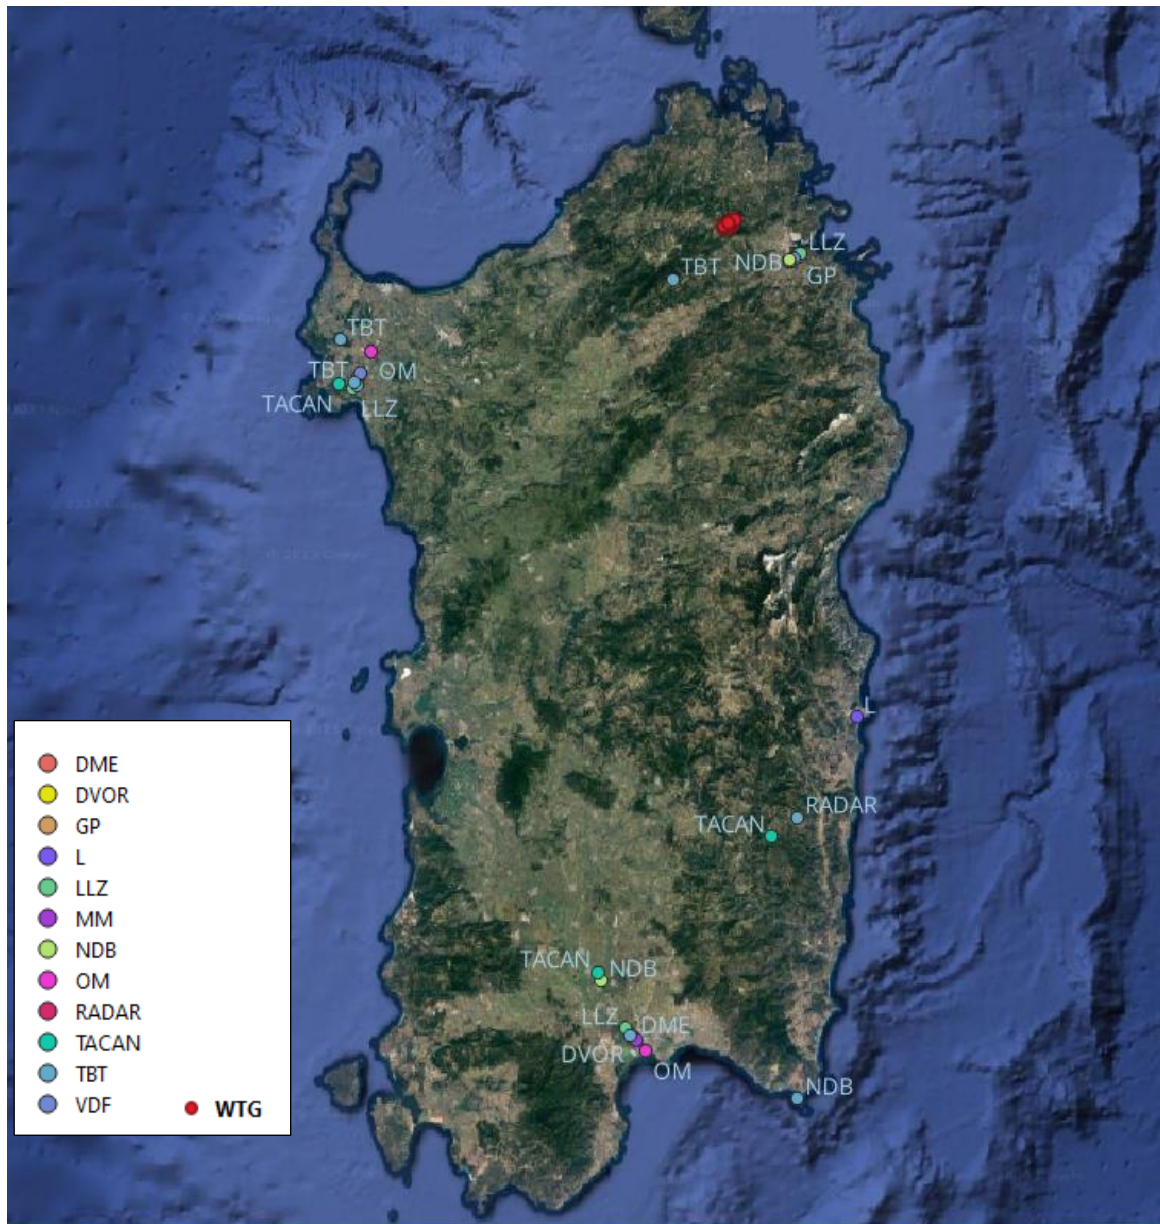 LLZ
NDB
TBT
GP
TBT
OM
TBT
TACAN
LLZ
L
RADAR
TACAN
TACAN
NDB
LLZ
DME
DVOR
OM
NDB
DME
DVOR
GP
L
LLZ
MM
NDB
OM
RADAR
TACAN
TBT
VDF
WTG